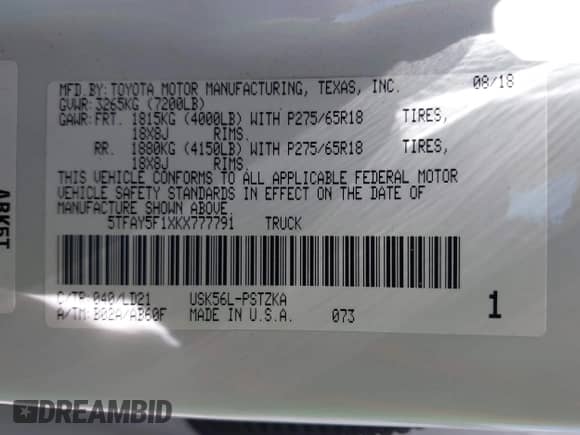 MFD.BY:TOYOTA MOTOR MANUFACTURING, TEXAS, INC. 08/18
GVWR:3265KG (7200LB)
GAWR:FRT. 1815KG (4000LB) WITH P275/65R18 TIRES,
18X8J RIMS.
RR. 1880KG (4150LB) WITH P275/65R18 TIRES,
18X8J RIMS.
THIS VEHICLE CONFORMS TO ALL APPLICABLE FEDERAL MOTOR
VEHICLE SAFETY STANDARDS IN EFFECT ON THE DATE OF
MANUFACTURE SHOWN ABOVE.
5TFAY5F1XKX777791 TRUCK
C/TR:040/LD21 USK56L-PSTZKA
A/TM:B02A/AB60F MADE IN U.S.A. 073 1
DREAMBID